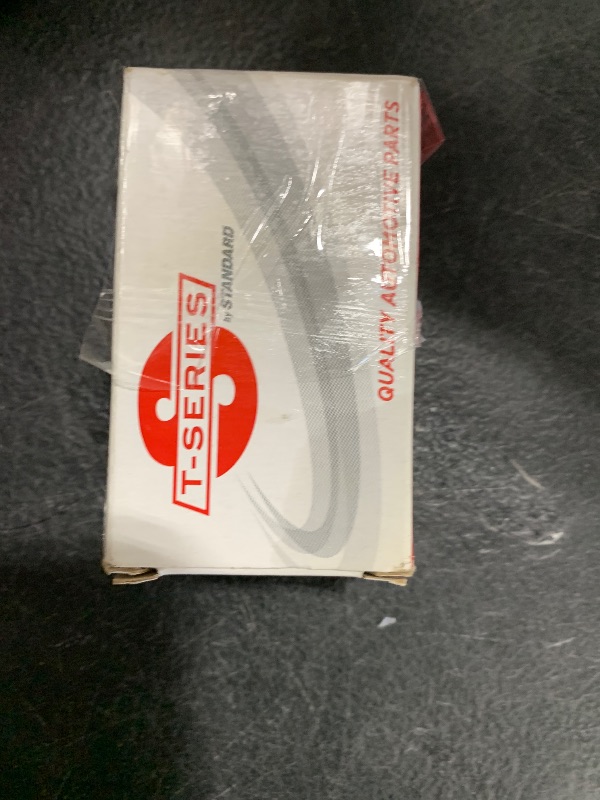 T-SERIES
by STANDARD
QUALITY AUTOMOTIVE PARTS